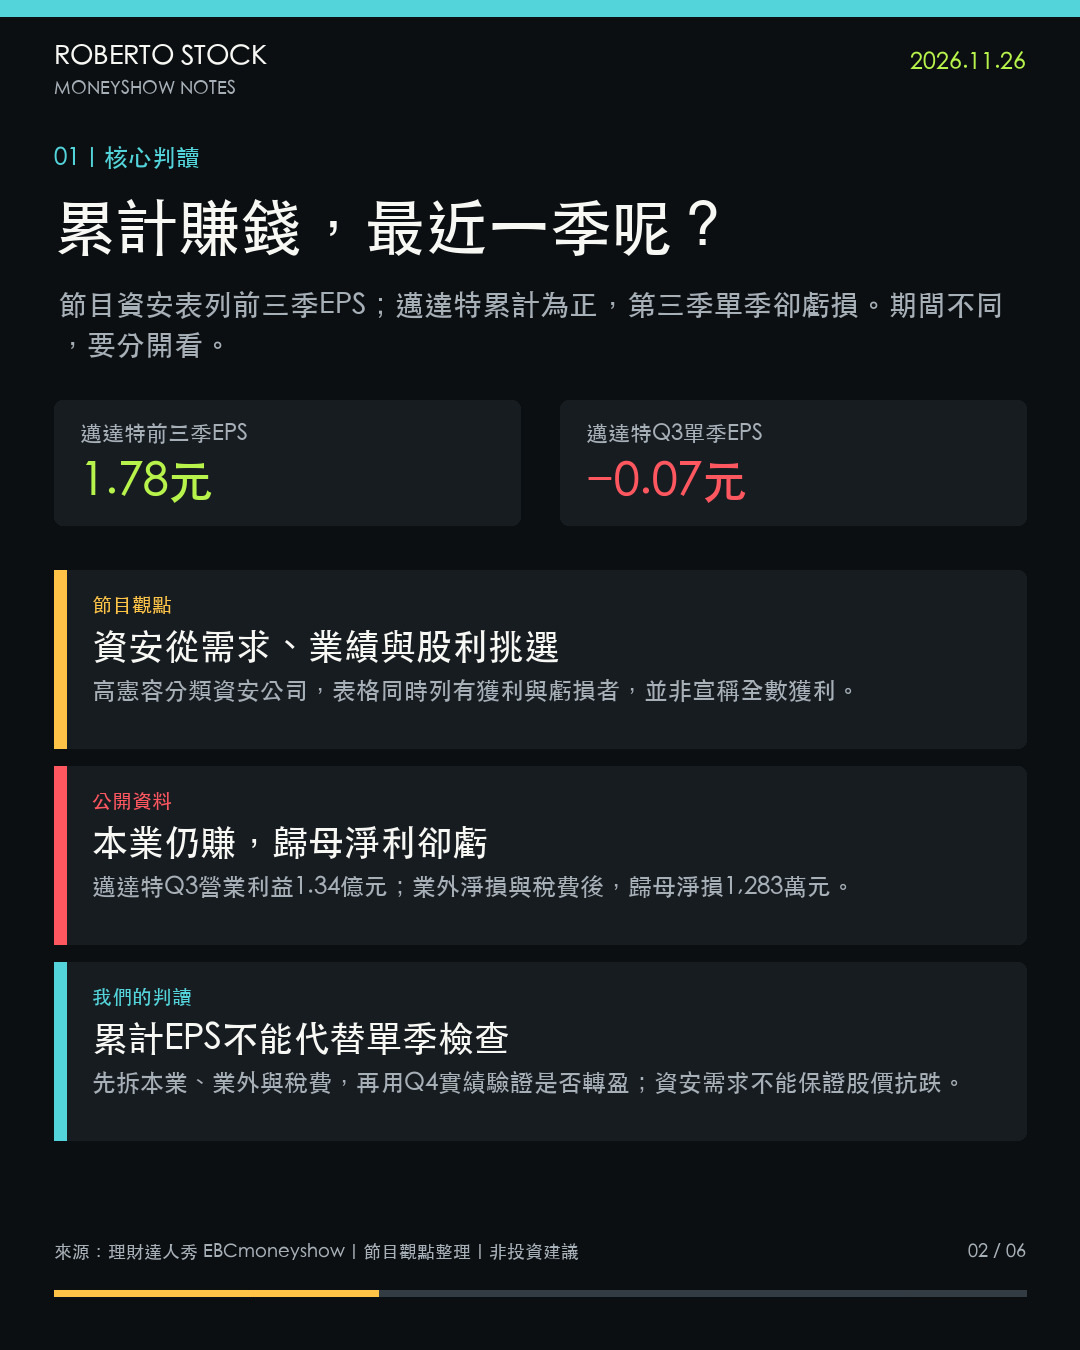 ROBERTO STOCK
MONEYSHOW NOTES
2026.11.26
01｜核心判讀
累計賺錢，最近一季呢？
節目資安表列前三季EPS；邁達特累計為正，第三季單季卻虧損。期間不同
，要分開看。
邁達特前三季EPS
1.78元
邁達特Q3單季EPS
−0.07元
節目觀點
資安從需求、業績與股利挑選
高憲容分類資安公司，表格同時列有獲利與虧損者，並非宣稱全數獲利。
公開資料
本業仍賺，歸母淨利卻虧
邁達特Q3營業利益1.34億元；業外淨損與稅費後，歸母淨損1,283萬元。
我們的判讀
累計EPS不能代替單季檢查
先拆本業、業外與稅費，再用Q4實績驗證是否轉盈；資安需求不能保證股價抗跌。
來源：理財達人秀 EBCmoneyshow｜節目觀點整理｜非投資建議
02 / 06